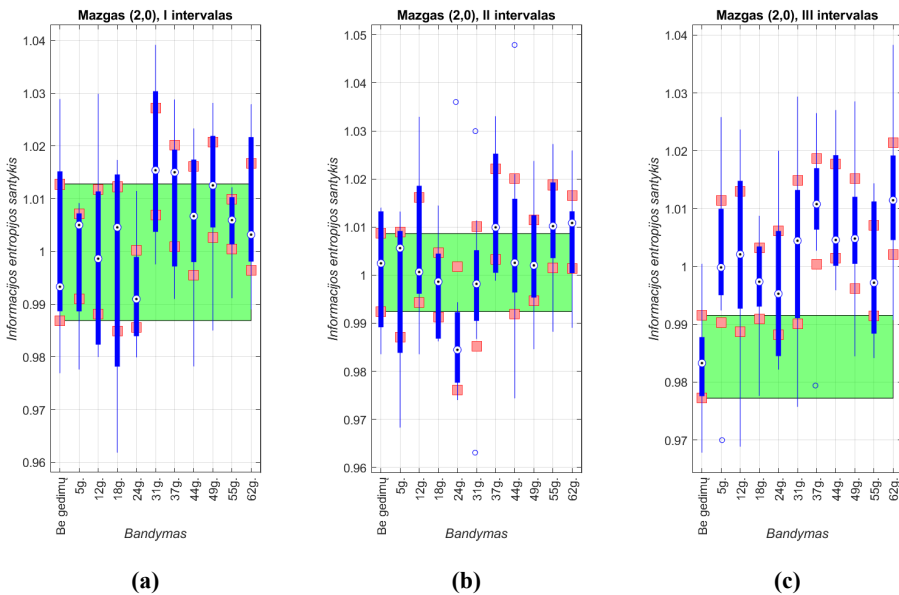 Mazgas (2,0), I intervalas
Informacijos entropijos santykis
1.04
1.03
1.02
1.01
1
0.99
0.98
0.97
0.96
Be gedimų
5g.
12g.
18g.
24g.
31g.
37g.
44g.
49g.
55g.
62g.
Bandymas
(a)
Mazgas (2,0), II intervalas
Informacijos entropijos santykis
1.05
1.04
1.03
1.02
1.01
1
0.99
0.98
0.97
0.96
Be gedimų
5g.
12g.
18g.
24g.
31g.
37g.
44g.
49g.
55g.
62g.
Bandymas
(b)
Mazgas (2,0), III intervalas
Informacijos entropijos santykis
1.04
1.03
1.02
1.01
1
0.99
0.98
0.97
Be gedimų
5g.
12g.
18g.
24g.
31g.
37g.
44g.
49g.
55g.
62g.
Bandymas
(c)